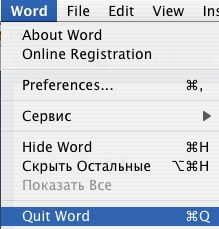 Word File Edit View Ins
About Word
Online Registration
Preferences... ⌘,
Сервис
Hide Word ⌘H
Скрыть Остальные ⌥⌘H
Показать Все
Quit Word ⌘Q